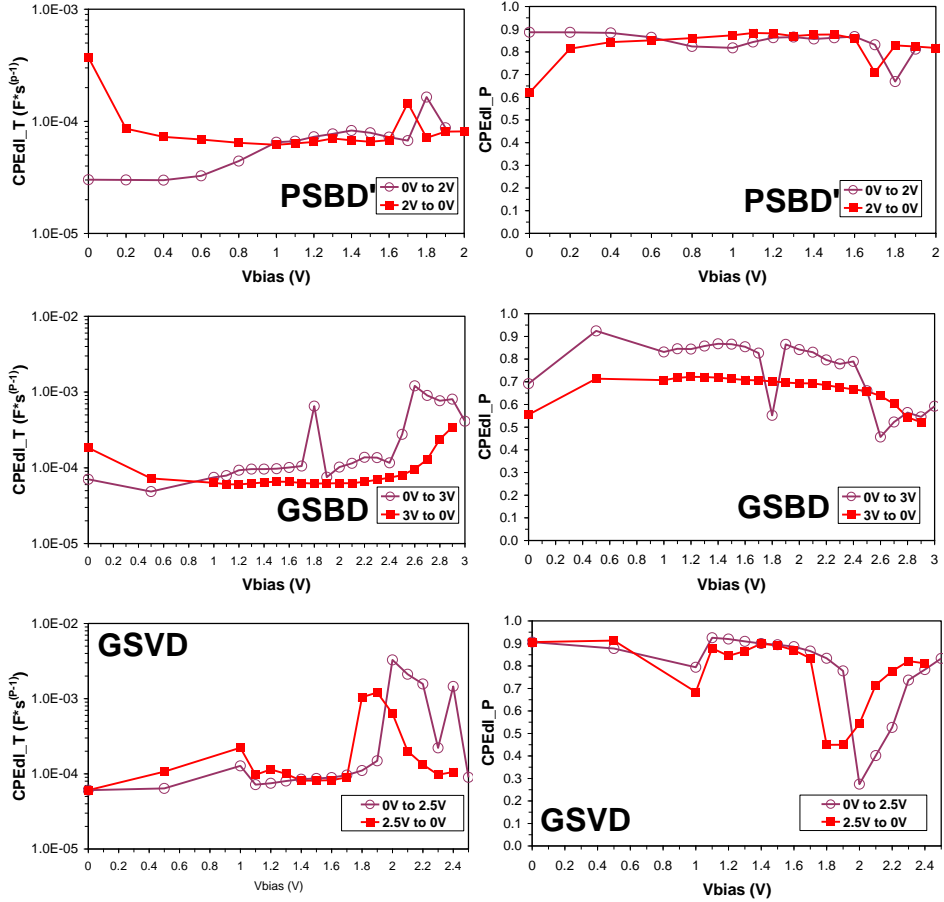 1.0E-03
1.0E-04
1.0E-05
CPEdl_T (F*s^(p-1))
0 0.2 0.4 0.6 0.8 1 1.2 1.4 1.6 1.8 2
Vbias (V)
PSBD'
0V to 2V
2V to 0V
1.0
0.9
0.8
0.7
0.6
0.5
0.4
0.3
0.2
0.1
0.0
CPEdl_P
0 0.2 0.4 0.6 0.8 1 1.2 1.4 1.6 1.8 2
Vbias (V)
PSBD'
0V to 2V
2V to 0V
1.0E-02
1.0E-03
1.0E-04
1.0E-05
CPEdl_T (F*s^(P-1))
0 0.2 0.4 0.6 0.8 1 1.2 1.4 1.6 1.8 2 2.2 2.4 2.6 2.8 3
Vbias (V)
GSBD
0V to 3V
3V to 0V
1.0
0.9
0.8
0.7
0.6
0.5
0.4
0.3
0.2
0.1
0.0
CPEdl_P
0 0.2 0.4 0.6 0.8 1 1.2 1.4 1.6 1.8 2 2.2 2.4 2.6 2.8 3
Vbias (V)
GSBD
0V to 3V
3V to 0V
1.0E-02
1.0E-03
1.0E-04
1.0E-05
CPEdl_T (F*s^(P-1))
0 0.2 0.4 0.6 0.8 1 1.2 1.4 1.6 1.8 2 2.2 2.4
Vbias (V)
GSVD
0V to 2.5V
2.5V to 0V
1.0
0.9
0.8
0.7
0.6
0.5
0.4
0.3
0.2
0.1
0.0
CPEdl_P
0 0.2 0.4 0.6 0.8 1 1.2 1.4 1.6 1.8 2 2.2 2.4
Vbias (V)
GSVD
0V to 2.5V
2.5V to 0V